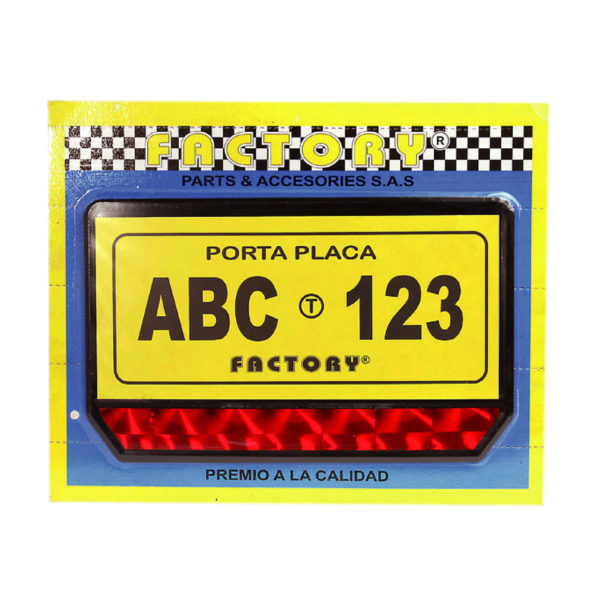 FACTORY®
PARTS & ACCESORIES S.A.S
PORTA PLACA
ABC Ⓣ 123
FACTORY®
PREMIO A LA CALIDAD